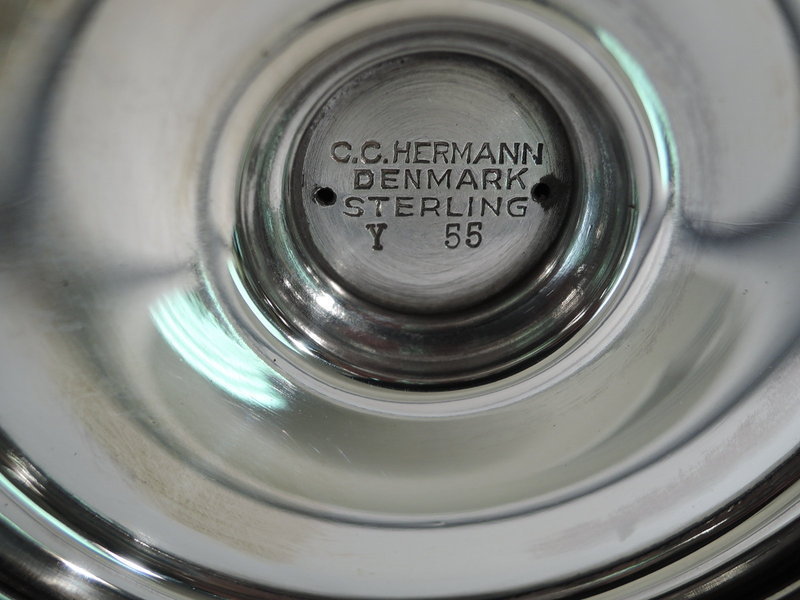 C.C.HERMANN
DENMARK
STERLING
Y 55